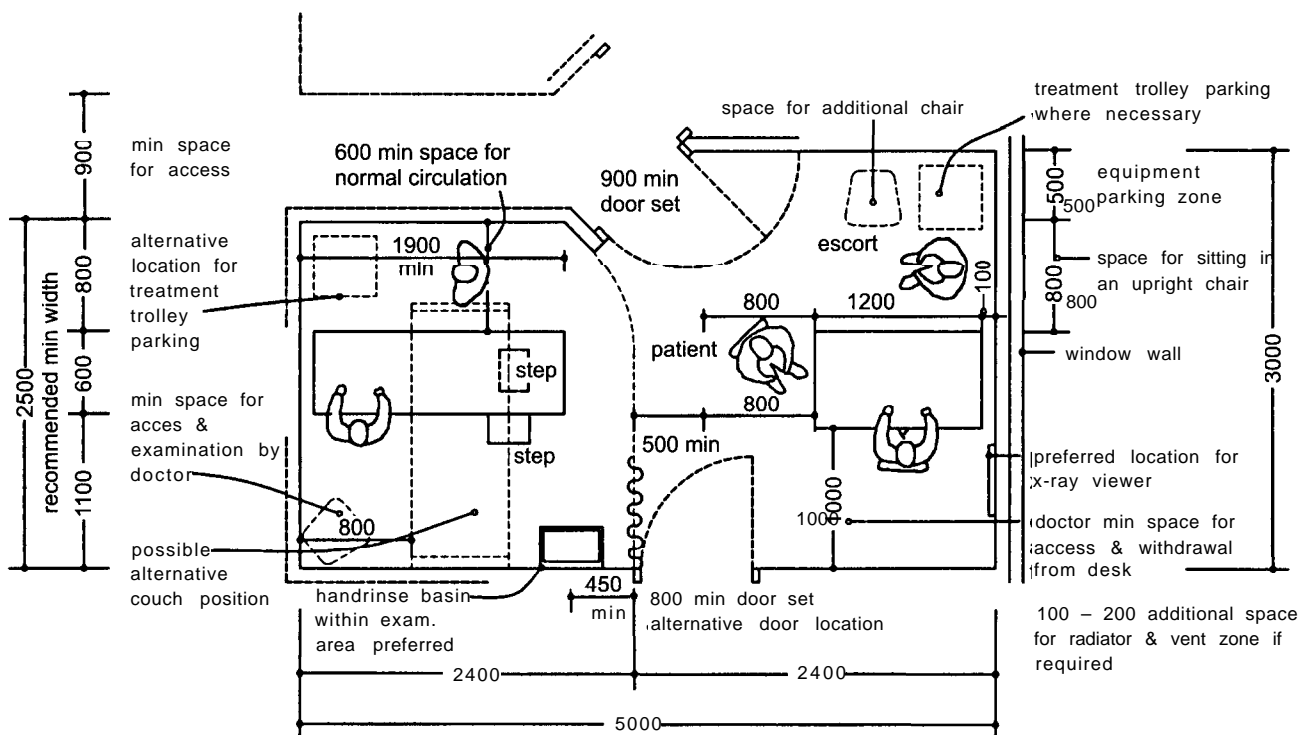 treatment trolley parking
where necessary
space for additional chair
600 min space for
normal circulation
900 min
door set
min space
for access
900
equipment
parking zone
500
500
escort
1900
min
alternative
location for
treatment
trolley
parking
800
100
800
800
space for sitting in
an upright chair
3000
800
1200
patient
window wall
2500
recommended min width
600
step
800
min space for
acces &
examination by
doctor
step
500 min
preferred location for
x-ray viewer
1100
800
1000
doctor min space for
access & withdrawal
from desk
possible
alternative
couch position
handrinse basin
within exam.
area preferred
450
min
800 min door set
alternative door location
100 – 200 additional space
for radiator & vent zone if
required
2400
2400
5000